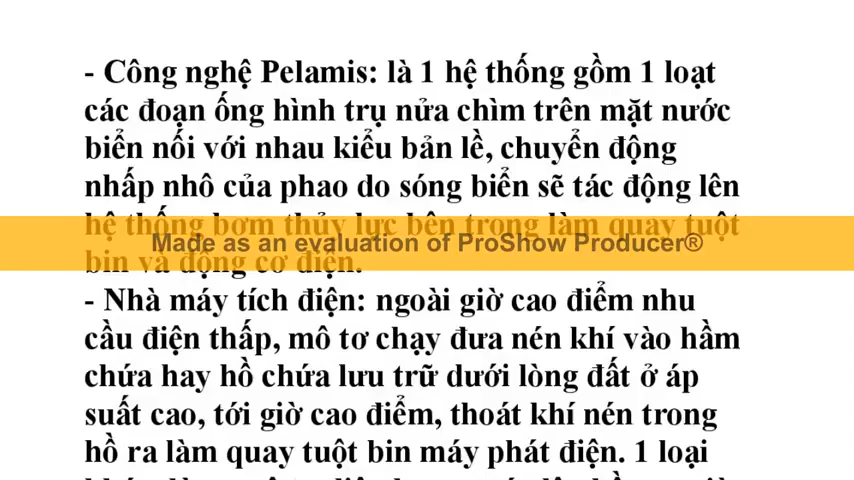 - Công nghệ Pelamis: là 1 hệ thống gồm 1 loạt
các đoạn ống hình trụ nửa chìm trên mặt nước
biển nối với nhau kiểu bản lề, chuyển động
nhấp nhô của phao do sóng biển sẽ tác động lên
hệ thống bơm thủy lực bên trong làm quay tuột
Made as an evaluation of ProShow Producer®
bin và động cơ điện.
- Nhà máy tích điện: ngoài giờ cao điểm nhu
cầu điện thấp, mô tơ chạy đưa nén khí vào hầm
chứa hay hồ chứa lưu trữ dưới lòng đất ở áp
suất cao, tới giờ cao điểm, thoát khí nén trong
hồ ra làm quay tuột bin máy phát điện. 1 loại